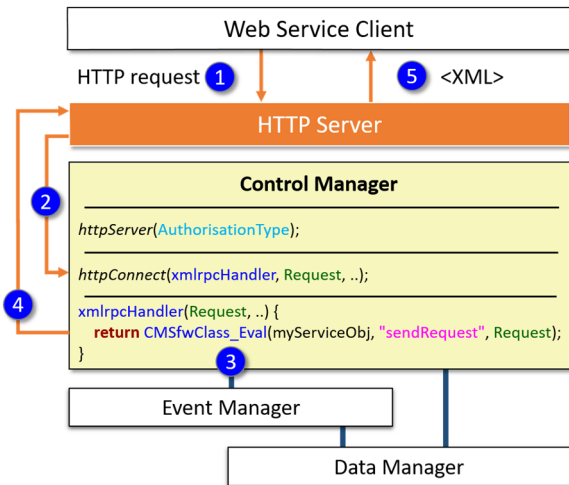 Web Service Client
HTTP request 1
5 <XML>
HTTP Server
Control Manager
2
httpServer(AuthorisationType);
httpConnect(xmlrpcHandler, Request, ..);
4
xmlrpcHandler(Request, ..) {
return CMSfwClass_Eval(myServiceObj, "sendRequest", Request);
}
3
Event Manager
Data Manager